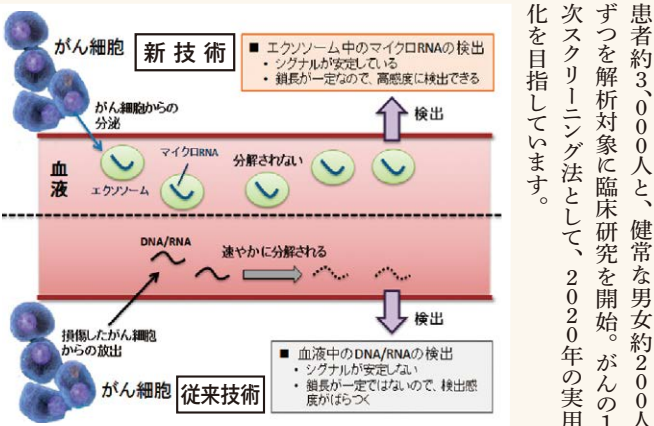 患者約3、000人と、健常な男女約200人
ずつを解析対象に臨床研究を開始。がんの1
次スクリーニング法として、2020年の実用
化を目指しています。
がん細胞
新技術
■ エクソソーム中のマイクロRNAの検出
・ シグナルが安定している
・ 鎖長が一定なので、高感度に検出できる
がん細胞からの
分泌
検出
血液
マイクロRNA
分解されない
エクソソーム
DNA/RNA
速やかに分解される
検出
損傷したがん細胞
からの放出
■ 血液中のDNA/RNAの検出
・ シグナルが安定しない
・ 鎖長が一定ではないので、検出感
度がばらつく
がん細胞
従来技術